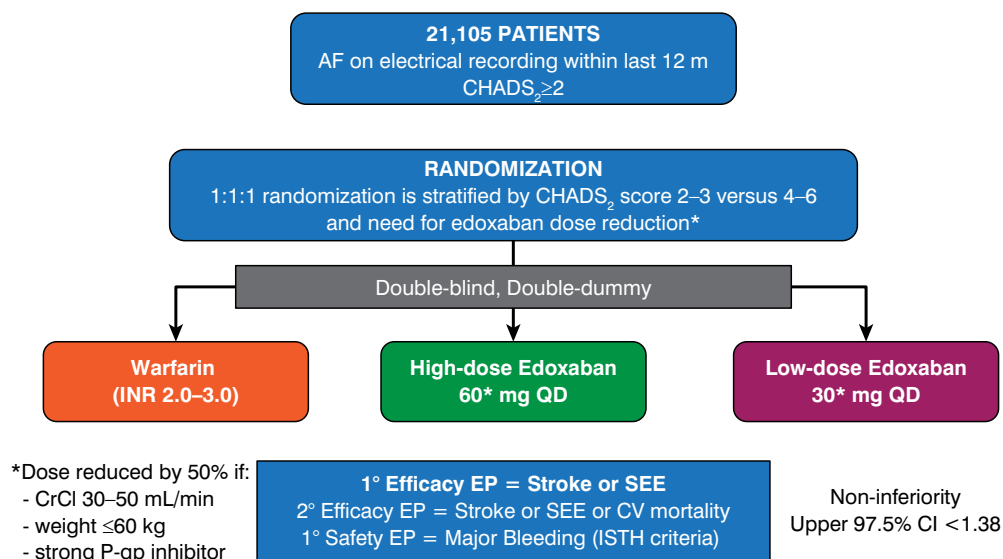 21,105 PATIENTS
AF on electrical recording within last 12 m
CHADS₂≥2
RANDOMIZATION
1:1:1 randomization is stratified by CHADS₂ score 2–3 versus 4–6
and need for edoxaban dose reduction*
Double-blind, Double-dummy
Warfarin
(INR 2.0–3.0)
High-dose Edoxaban
60* mg QD
Low-dose Edoxaban
30* mg QD
*Dose reduced by 50% if:
- CrCl 30–50 mL/min
- weight ≤60 kg
- strong P-gp inhibitor
1° Efficacy EP = Stroke or SEE
2° Efficacy EP = Stroke or SEE or CV mortality
1° Safety EP = Major Bleeding (ISTH criteria)
Non-inferiority
Upper 97.5% CI <1.38